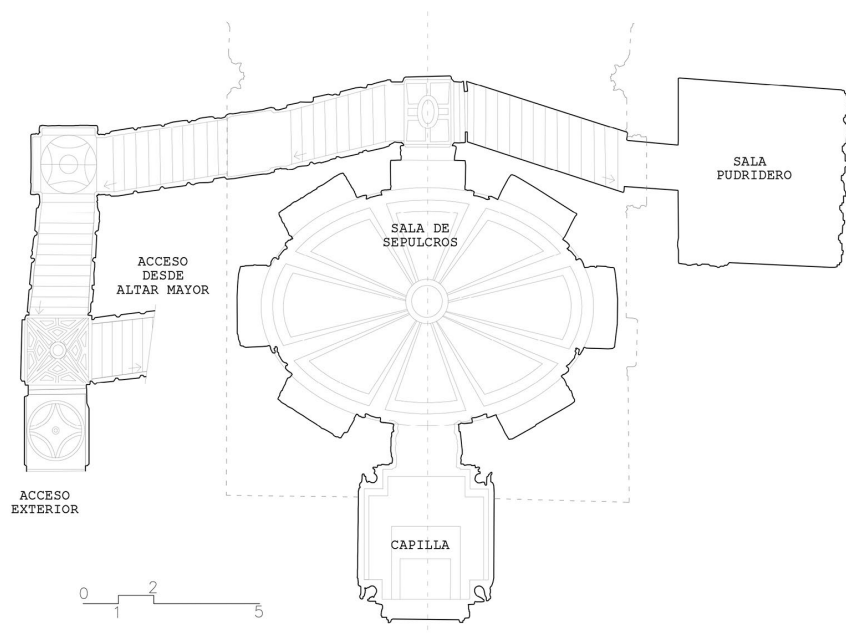 SALA
PUDRIDERO
SALA DE
SEPULCROS
ACCESO
DESDE
ALTAR MAYOR
ACCESO
EXTERIOR
CAPILLA
0
1
2
5